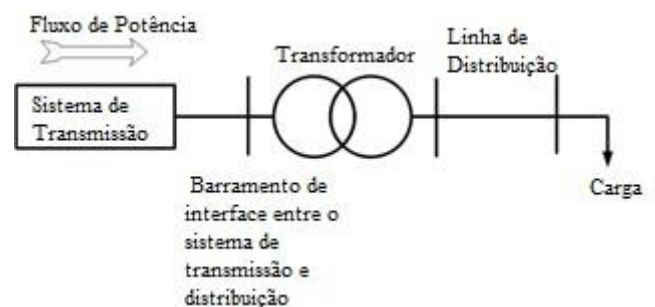 Fluxo de Potência
Transformador
Linha de
Distribuição
Sistema de
Transmissão
Barramento de
interface entre o
sistema de
transmissão e
distribuição
Carga